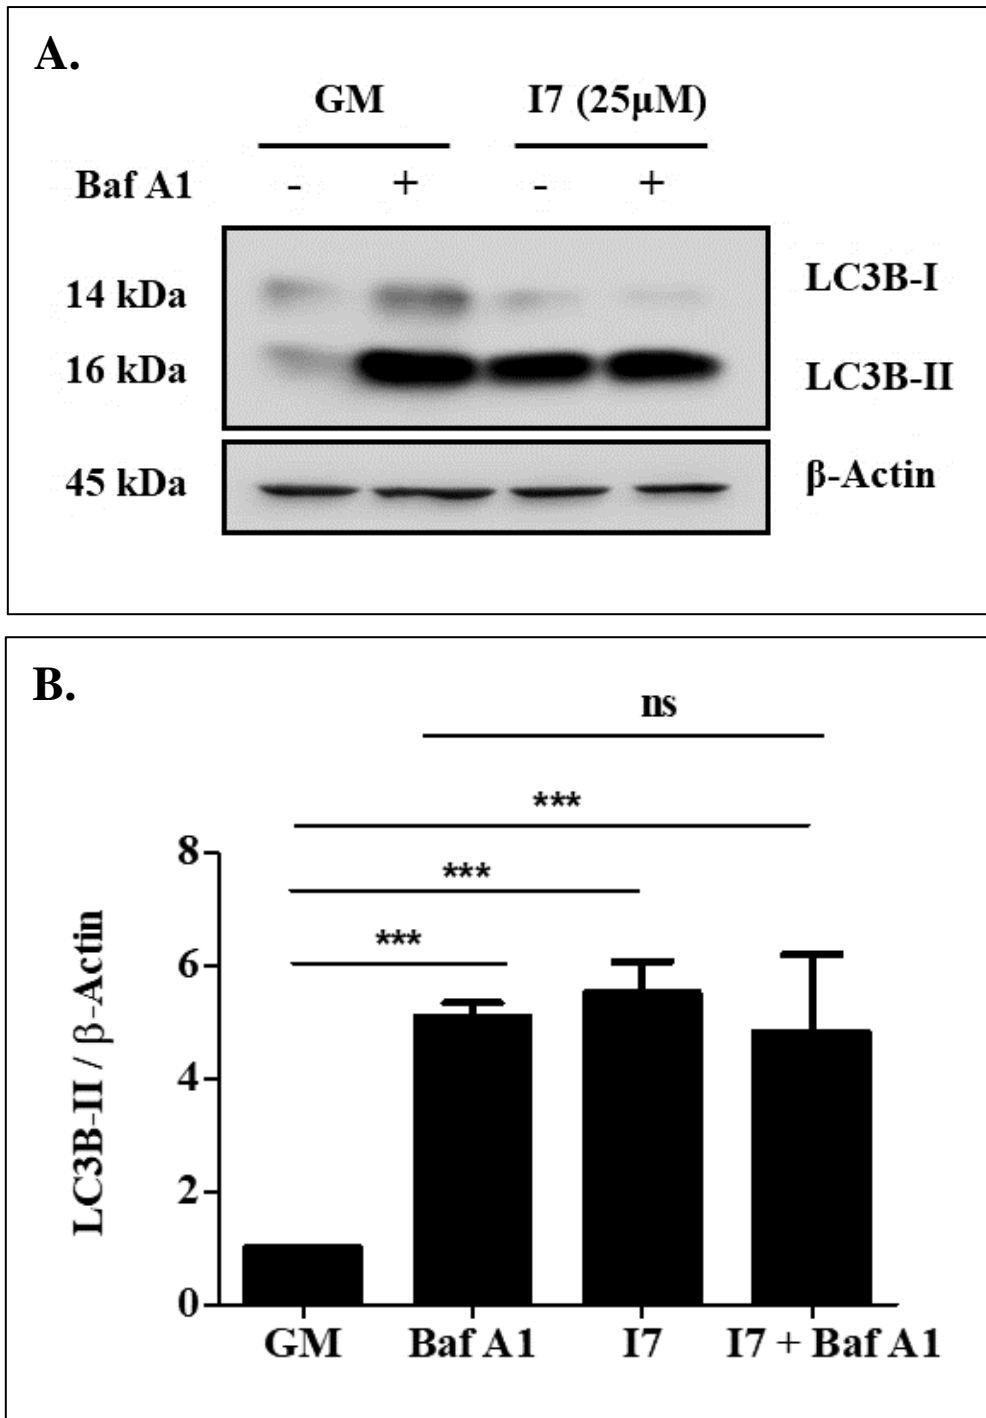 A.
GM I7 (25μM)
Baf A1 - + - +
14 kDa LC3B-I
16 kDa LC3B-II
45 kDa β-Actin
B.
ns
***
***
***
LC3B-II / β-Actin
8
6
4
2
0
GM Baf A1 I7 I7 + Baf A1